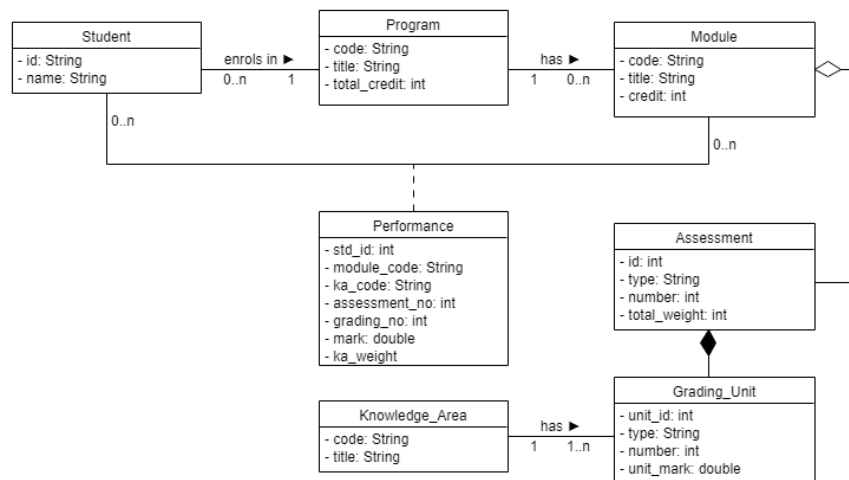 Student
- id: String
- name: String
enrols in ►
0..n 1
Program
- code: String
- title: String
- total_credit: int
has ►
1 0..n
Module
- code: String
- title: String
- credit: int
0..n
0..n
Performance
- std_id: int
- module_code: String
- ka_code: String
- assessment_no: int
- grading_no: int
- mark: double
- ka_weight
Assessment
- id: int
- type: String
- number: int
- total_weight: int
Knowledge_Area
- code: String
- title: String
has ►
1 1..n
Grading_Unit
- unit_id: int
- type: String
- number: int
- unit_mark: double